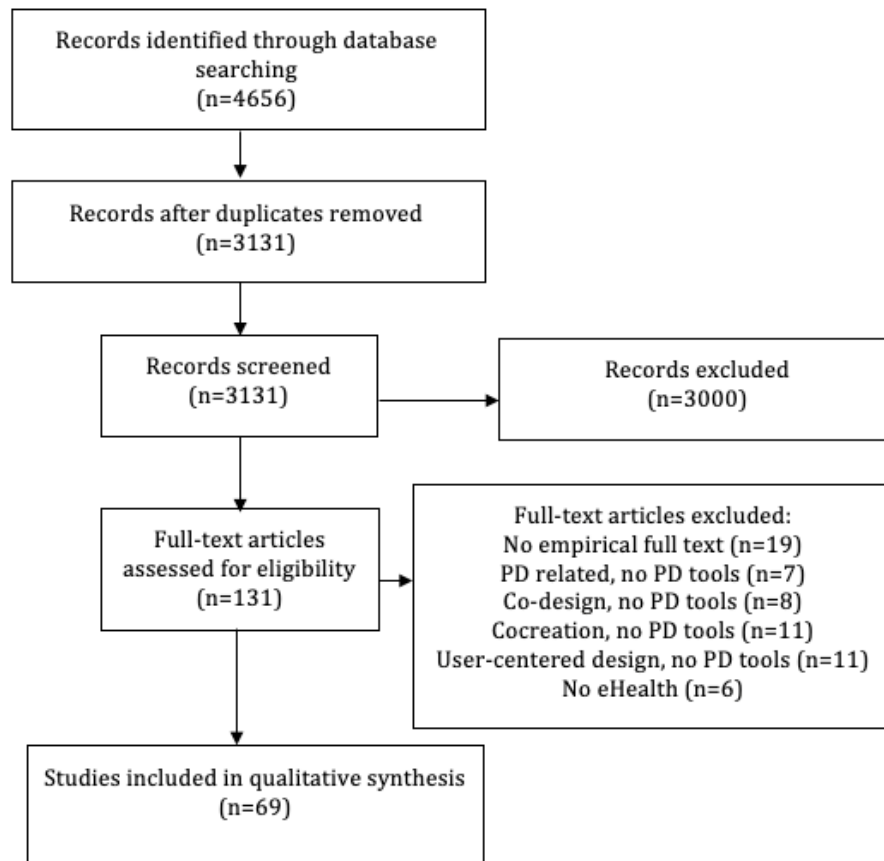 Records identified through database
searching
(n=4656)
Records after duplicates removed
(n=3131)
Records screened
(n=3131)
Records excluded
(n=3000)
Full-text articles
assessed for eligibility
(n=131)
Full-text articles excluded:
No empirical full text (n=19)
PD related, no PD tools (n=7)
Co-design, no PD tools (n=8)
Cocreation, no PD tools (n=11)
User-centered design, no PD tools (n=11)
No eHealth (n=6)
Studies included in qualitative synthesis
(n=69)